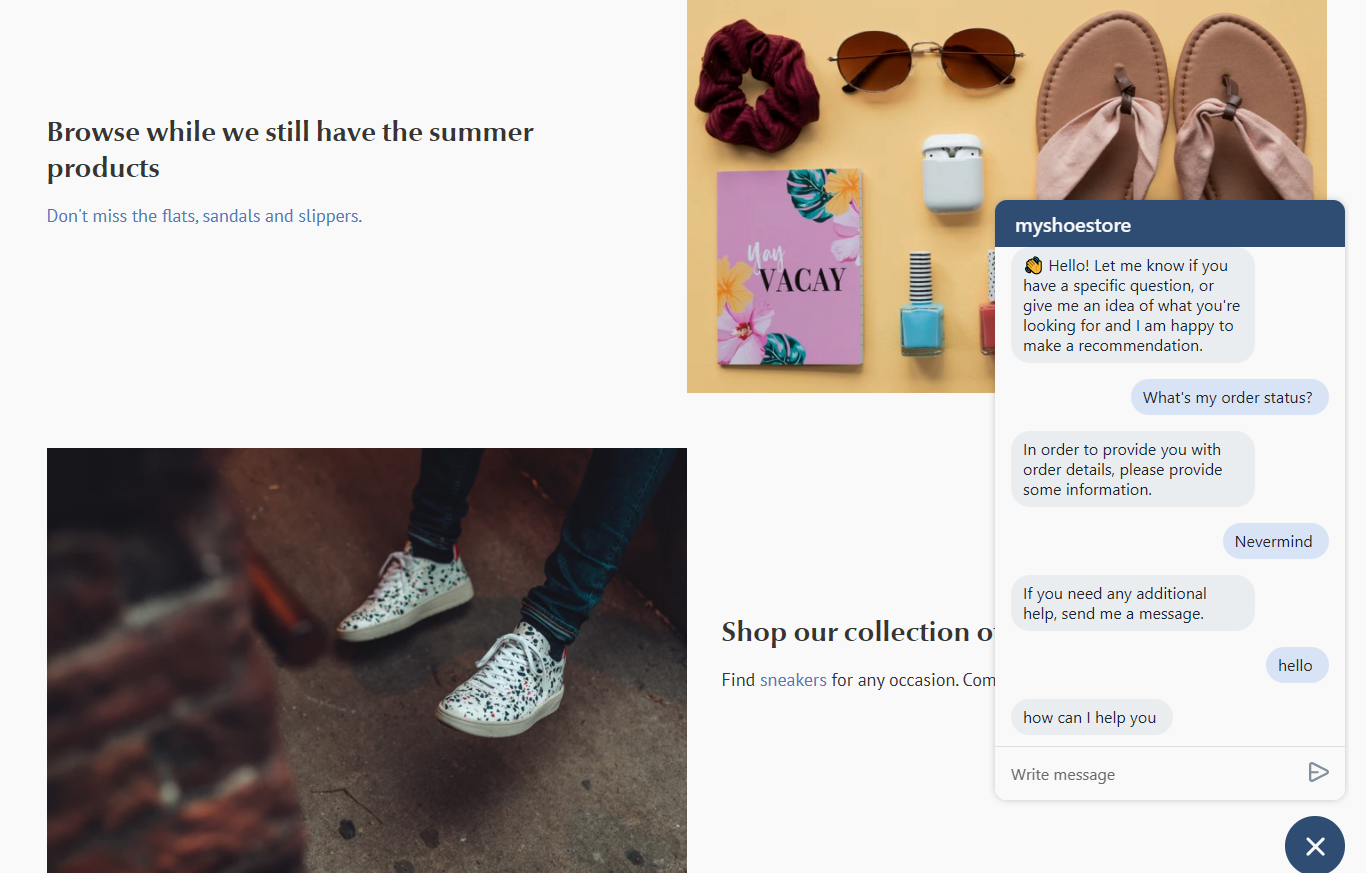 Browse while we still have the summer
products
Don't miss the flats, sandals and slippers.
yay
VACAY
Shop our collection o
Find sneakers for any occasion. Com
myshoestore
👋 Hello! Let me know if you
have a specific question, or
give me an idea of what you're
looking for and I am happy to
make a recommendation.
What's my order status?
In order to provide you with
order details, please provide
some information.
Nevermind
If you need any additional
help, send me a message.
hello
how can I help you
Write message